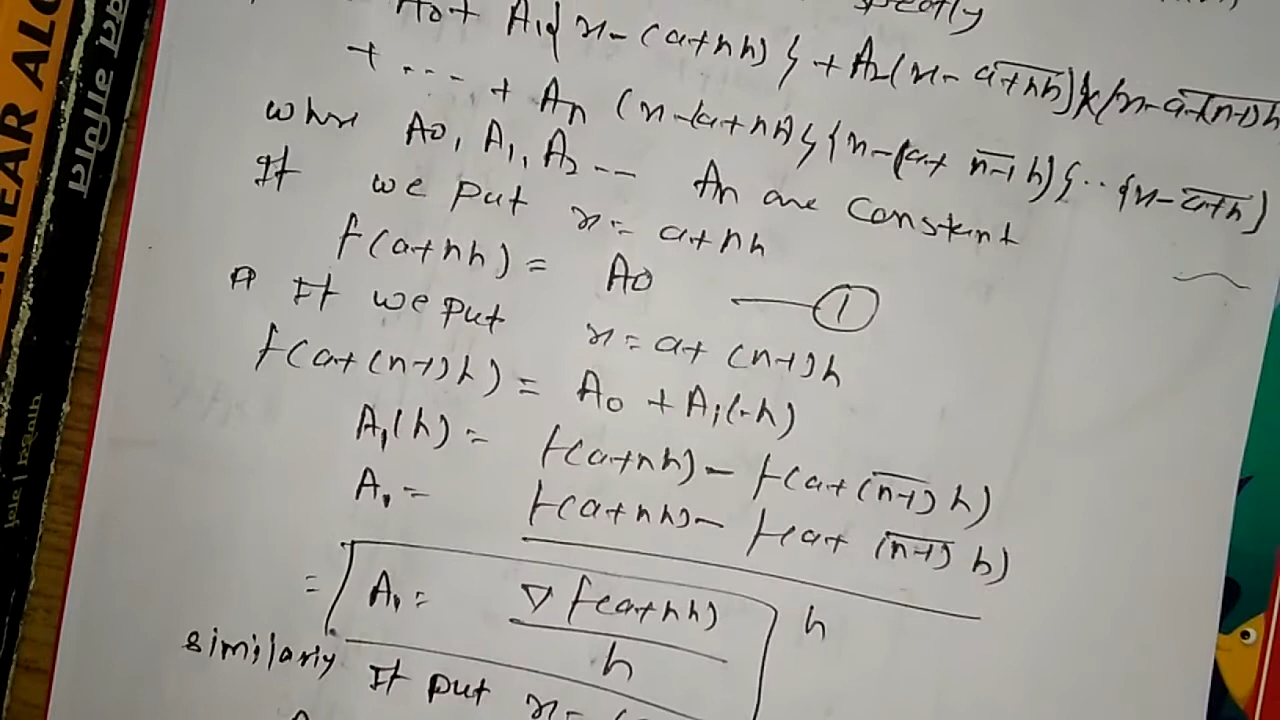 A0 + A1{ x - (a+nh) } + A2(x - a+nh)(x - a+(n-1)h
+ .... + An (x-(a+nh)}{x-(a+ n-1 h)}..{x-a+h)
where A0, A1, A2 -- An are constant
If we put x = a+nh
f(a+nh) = A0 —— 1
If we put x = a+ (n-1)h
f(a+(n-1)h) = A0 + A1(-h)
A1(h) = f(a+nh) - f(a+(n-1)h)
A1 = f(a+nh) - f(a+ (n-1) h)
h
= A1 = ∇ f(a+nh)
h
similarly If put x =
LINEAR ALG